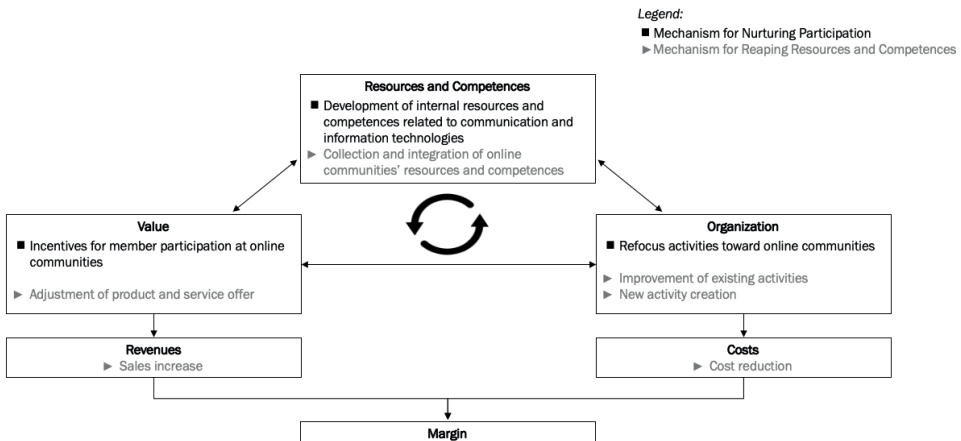 Legend:
■ Mechanism for Nurturing Participation
►Mechanism for Reaping Resources and Competences
Resources and Competences
■ Development of internal resources and
competences related to communication and
information technologies
► Collection and integration of online
communities' resources and competences
Value
■ Incentives for member participation at online
communities
► Adjustment of product and service offer
Organization
■ Refocus activities toward online communities
► Improvement of existing activities
► New activity creation
Revenues
► Sales increase
Costs
► Cost reduction
Margin